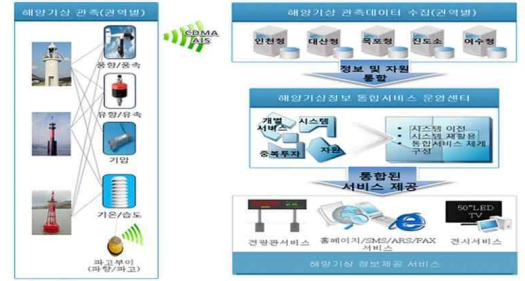 해양기상 관측(권역별)
CDMA
AIS
풍향/풍속
유향/유속
기압
기온/습도
파고부이
(파향/파고)
해양기상 관측데이터 수집(권역별)
인천청
대산청
목포청
진도소
여수청
정보 및 자원
통합
해양기상정보 통합서비스 운영센터
개별
서비스
시스템
중복투자
자원
• 시스템 이전
• 시스템 재활용
• 통합서비스 체계
구성
통합된
서비스 제공
50"LED
TV
전광판서비스
홈페이지/SMS/ARS/FAX
서비스
전시서비스
해양기상 정보제공 서비스